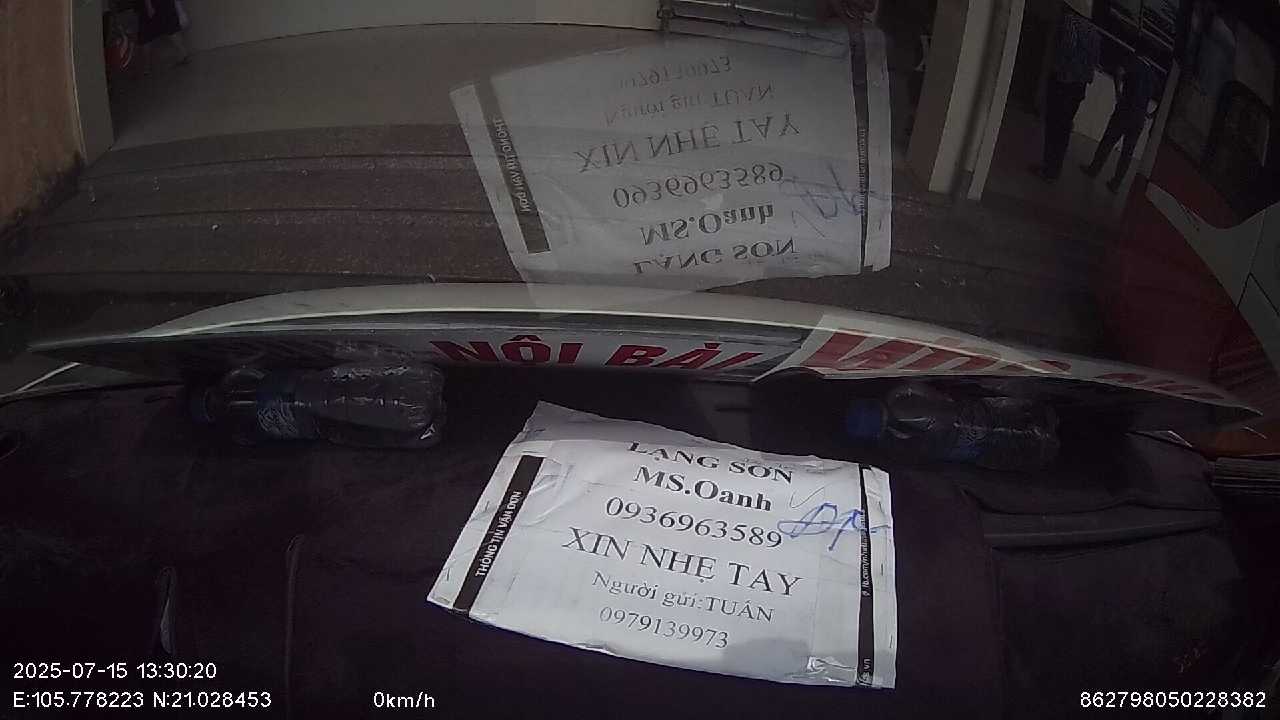 NỘI BÀI
LẠNG SƠN
MS.Oanh
0936963589
XIN NHẸ TAY
Người gửi:TUẤN
0979139973
THÔNG TIN VẬN ĐƠN
2025-07-15 13:30:20
E:105.778223 N:21.028453
0km/h
862798050228382